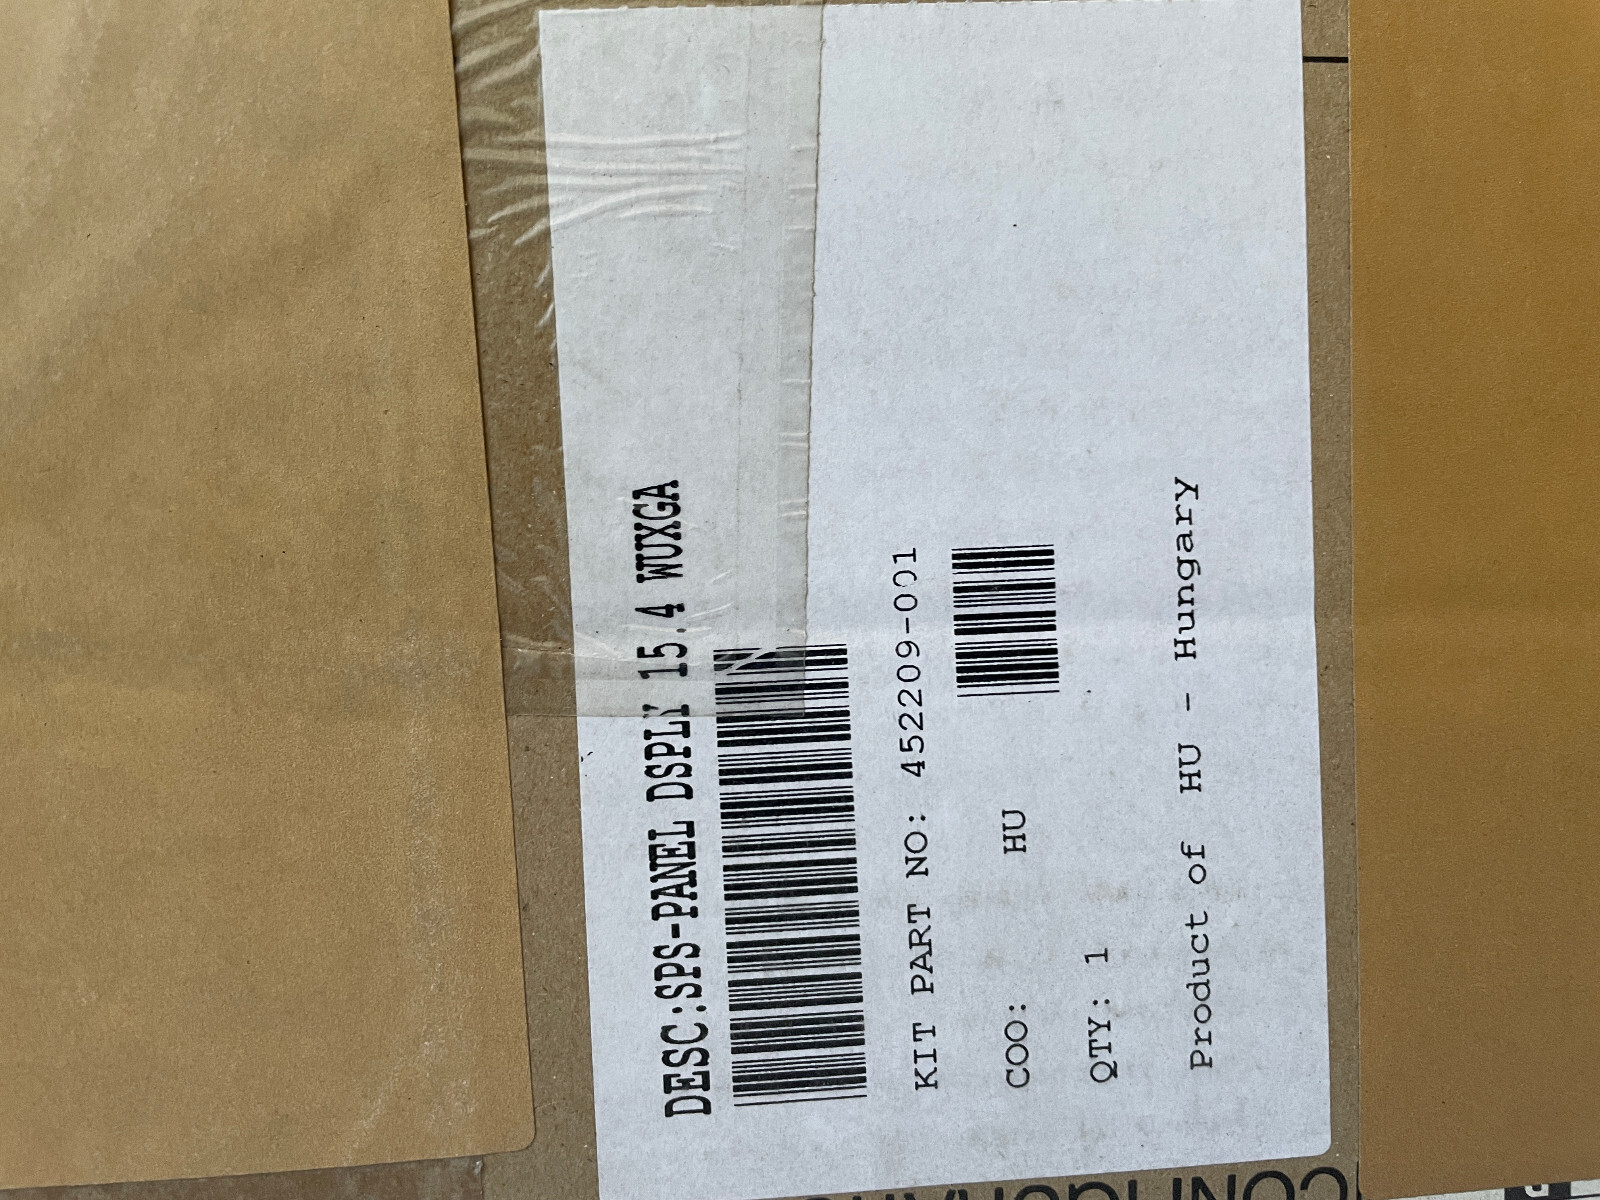 DESC:SPS-PANEL DSPLY 15.4 WUXGA
KIT PART NO: 452209-001
COO: HU
QTY: 1
Product of HU - Hungary